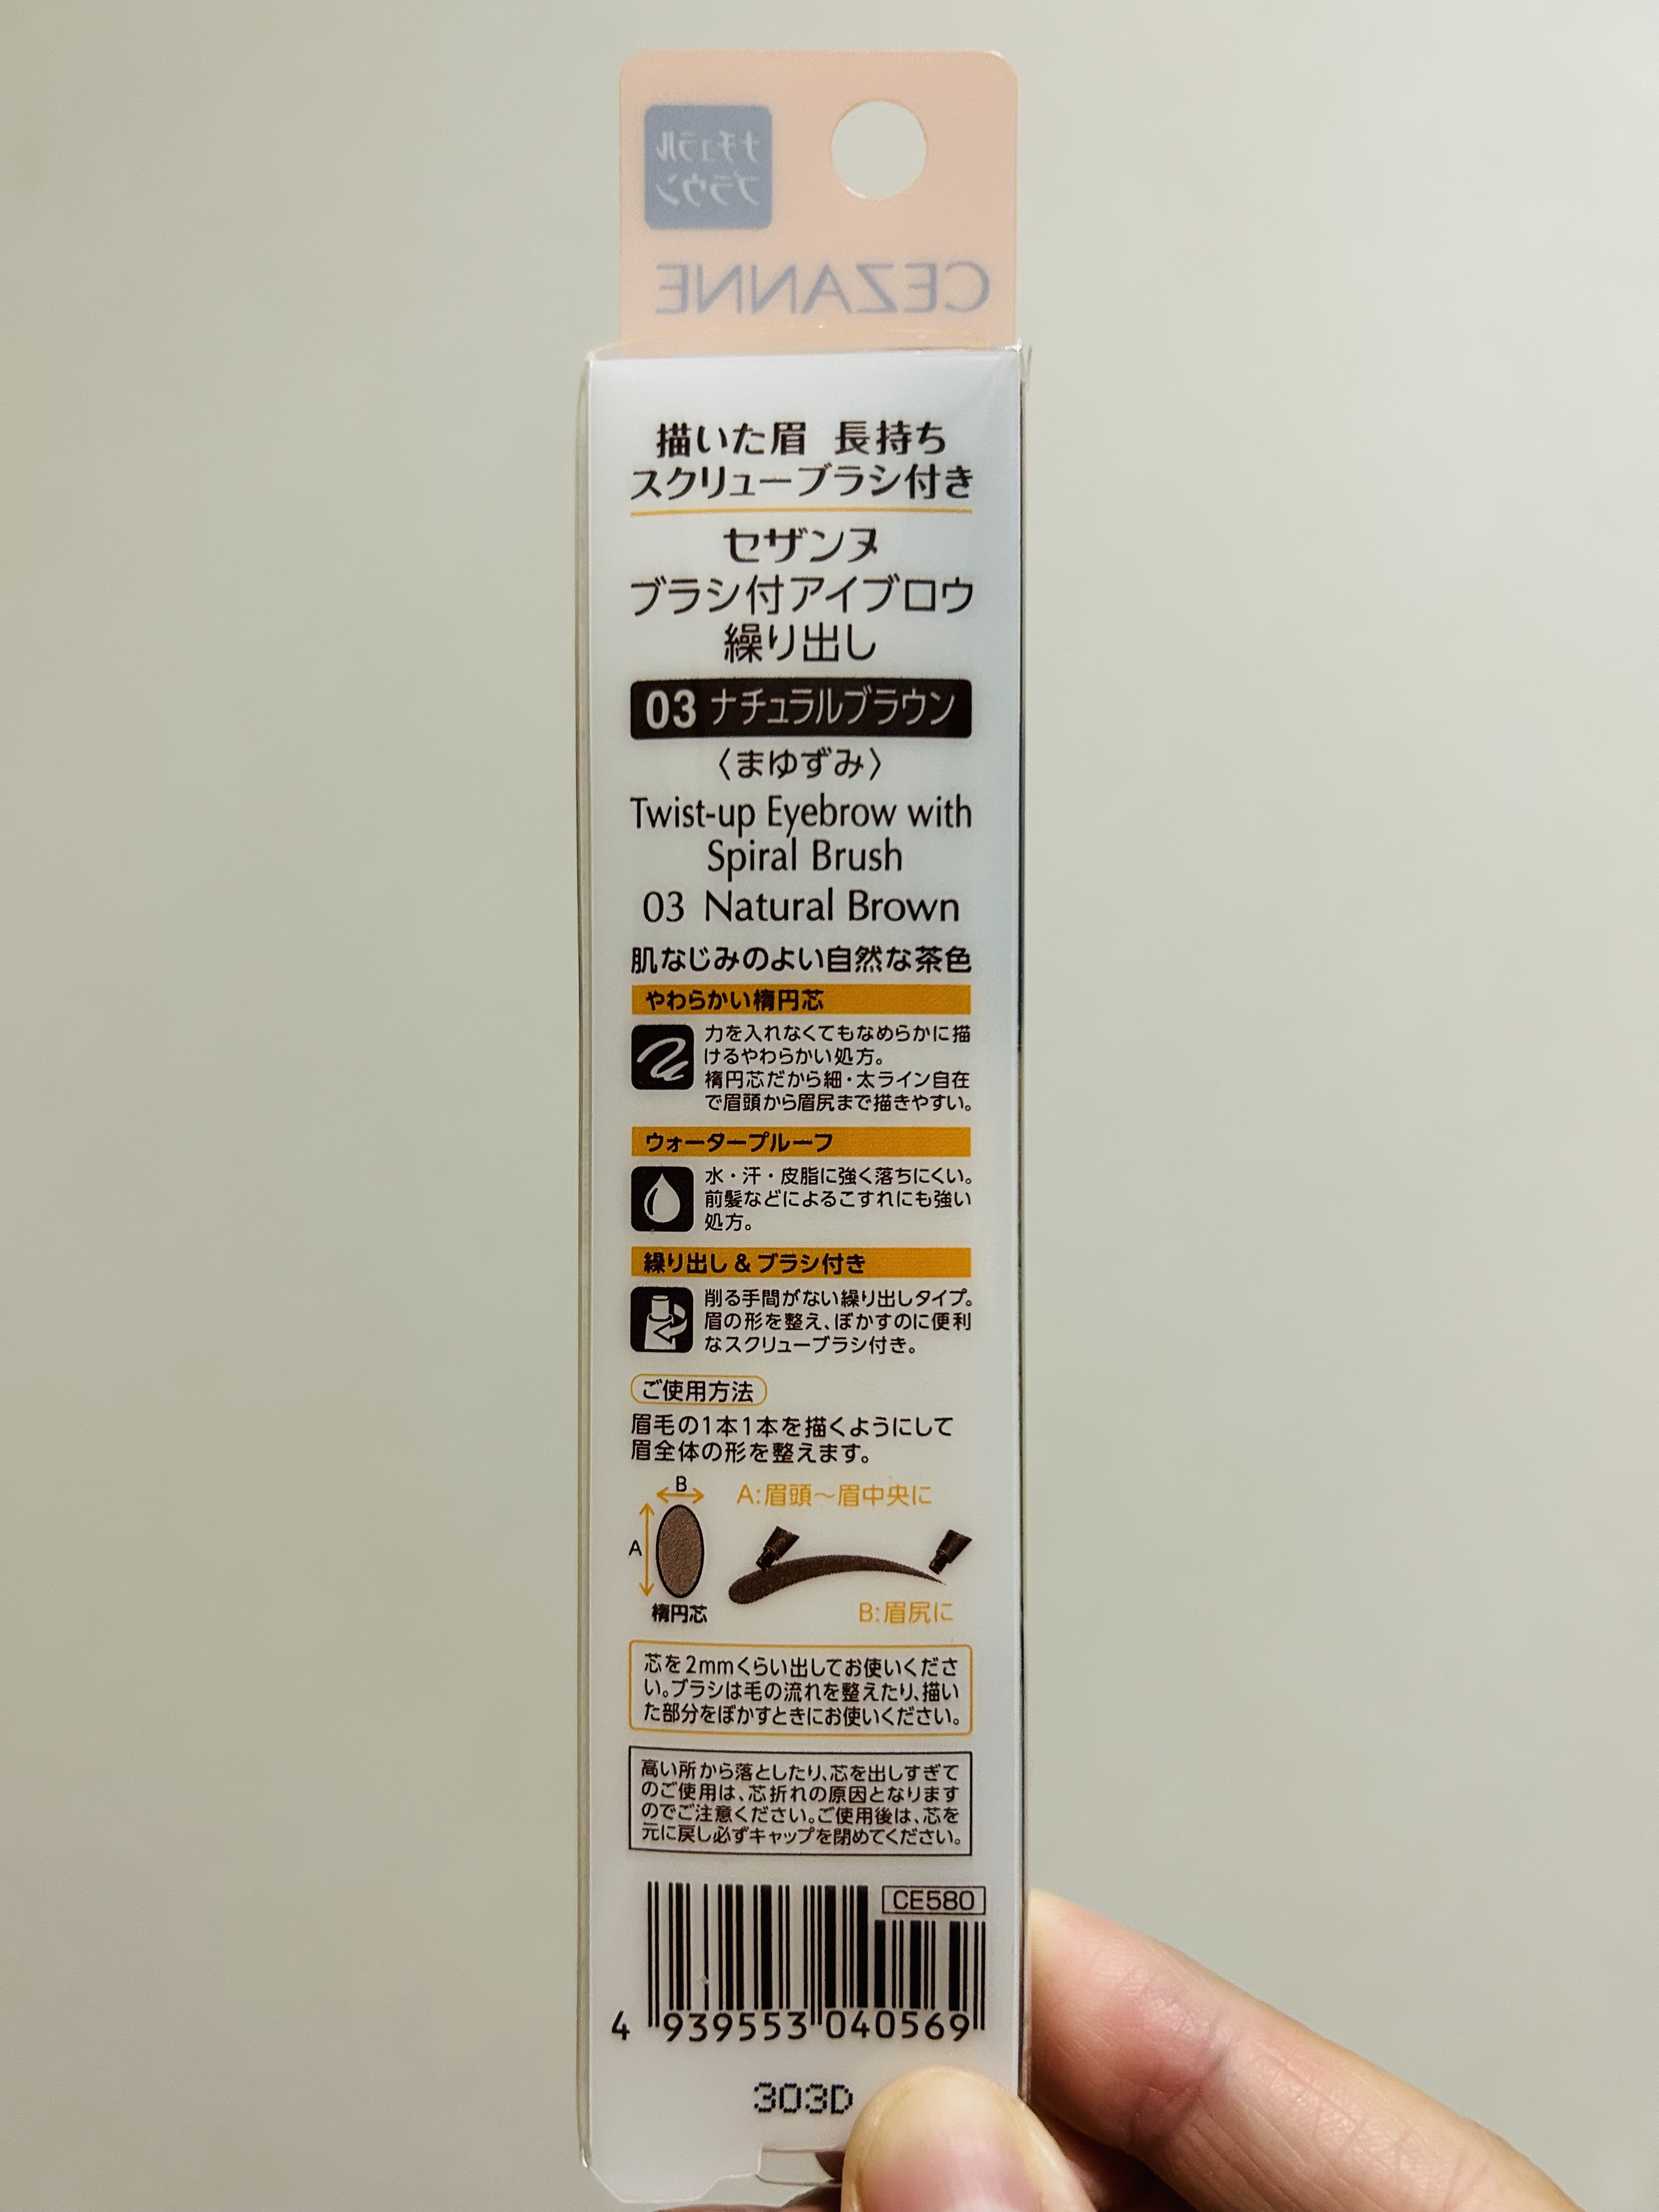 ナチュラル
ブラウン
CEZANNE
描いた眉 長持ち
スクリューブラシ付き
セザンヌ
ブラシ付アイブロウ
繰り出し
03 ナチュラルブラウン
〈まゆずみ〉
Twist-up Eyebrow with
Spiral Brush
03 Natural Brown
肌なじみのよい自然な茶色
やわらかい楕円芯
力を入れなくてもなめらかに描
けるやわらかい処方。
楕円芯だから細・太ライン自在
で眉頭から眉尻まで描きやすい。
ウォータープルーフ
水・汗・皮脂に強く落ちにくい。
前髪などによるこすれにも強い
処方。
繰り出し & ブラシ付き
削る手間がない繰り出しタイプ。
眉の形を整え、ぼかすのに便利
なスクリューブラシ付き。
ご使用方法
眉毛の1本1本を描くようにして
眉全体の形を整えます。
B
A:眉頭～眉中央に
A
楕円芯
B:眉尻に
芯を2mmくらい出してお使いくださ
い。ブラシは毛の流れを整えたり、描い
た部分をぼかすときにお使いください。
高い所から落としたり、芯を出しすぎて
のご使用は、芯折れの原因となります
のでご注意ください。ご使用後は、芯を
元に戻し必ずキャップを閉めてください。
CE580
4 939553 040569
303D